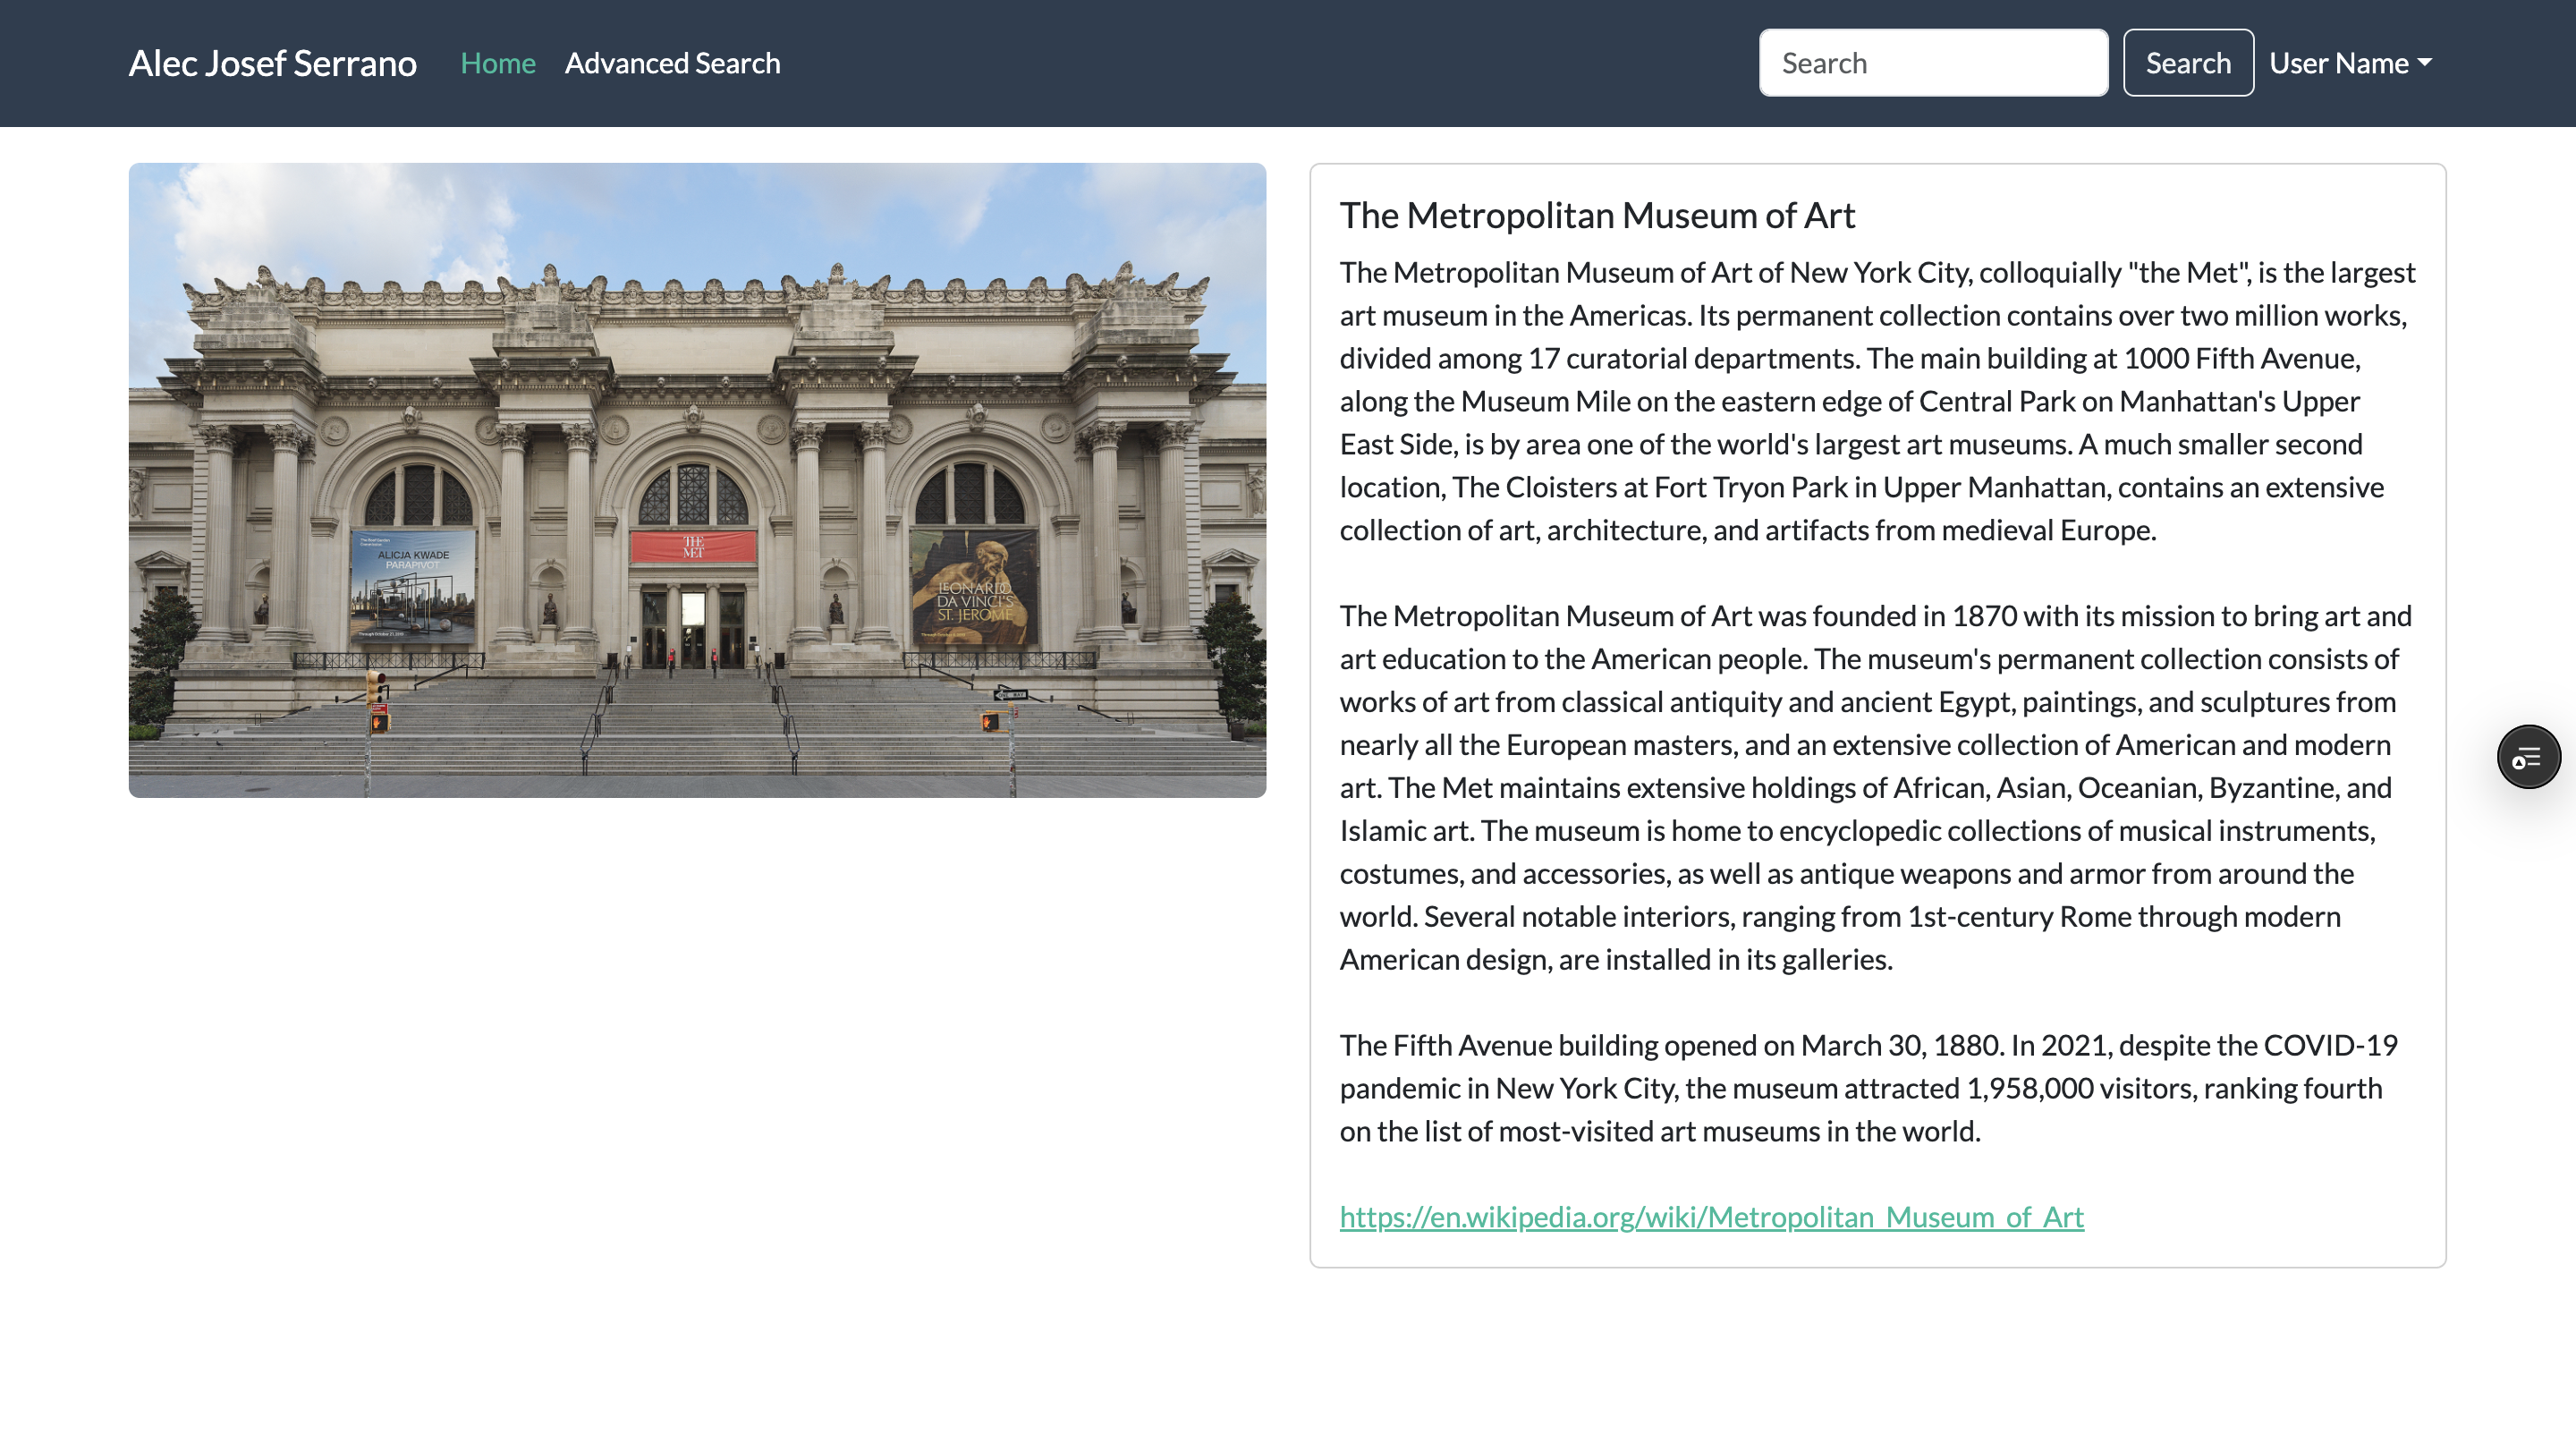 Alec Josef Serrano
Home
Advanced Search
Search
Search
User Name
ALICJA KWADE
PARAPIVOT
THE
MET
LEONARDO
DA VINCI'S
ST. JEROME
ONE WAY
The Metropolitan Museum of Art
The Metropolitan Museum of Art of New York City, colloquially "the Met", is the largest
art museum in the Americas. Its permanent collection contains over two million works,
divided among 17 curatorial departments. The main building at 1000 Fifth Avenue,
along the Museum Mile on the eastern edge of Central Park on Manhattan's Upper
East Side, is by area one of the world's largest art museums. A much smaller second
location, The Cloisters at Fort Tryon Park in Upper Manhattan, contains an extensive
collection of art, architecture, and artifacts from medieval Europe.
The Metropolitan Museum of Art was founded in 1870 with its mission to bring art and
art education to the American people. The museum's permanent collection consists of
works of art from classical antiquity and ancient Egypt, paintings, and sculptures from
nearly all the European masters, and an extensive collection of American and modern
art. The Met maintains extensive holdings of African, Asian, Oceanian, Byzantine, and
Islamic art. The museum is home to encyclopedic collections of musical instruments,
costumes, and accessories, as well as antique weapons and armor from around the
world. Several notable interiors, ranging from 1st-century Rome through modern
American design, are installed in its galleries.
The Fifth Avenue building opened on March 30, 1880. In 2021, despite the COVID-19
pandemic in New York City, the museum attracted 1,958,000 visitors, ranking fourth
on the list of most-visited art museums in the world.
https://en.wikipedia.org/wiki/Metropolitan_Museum_of_Art